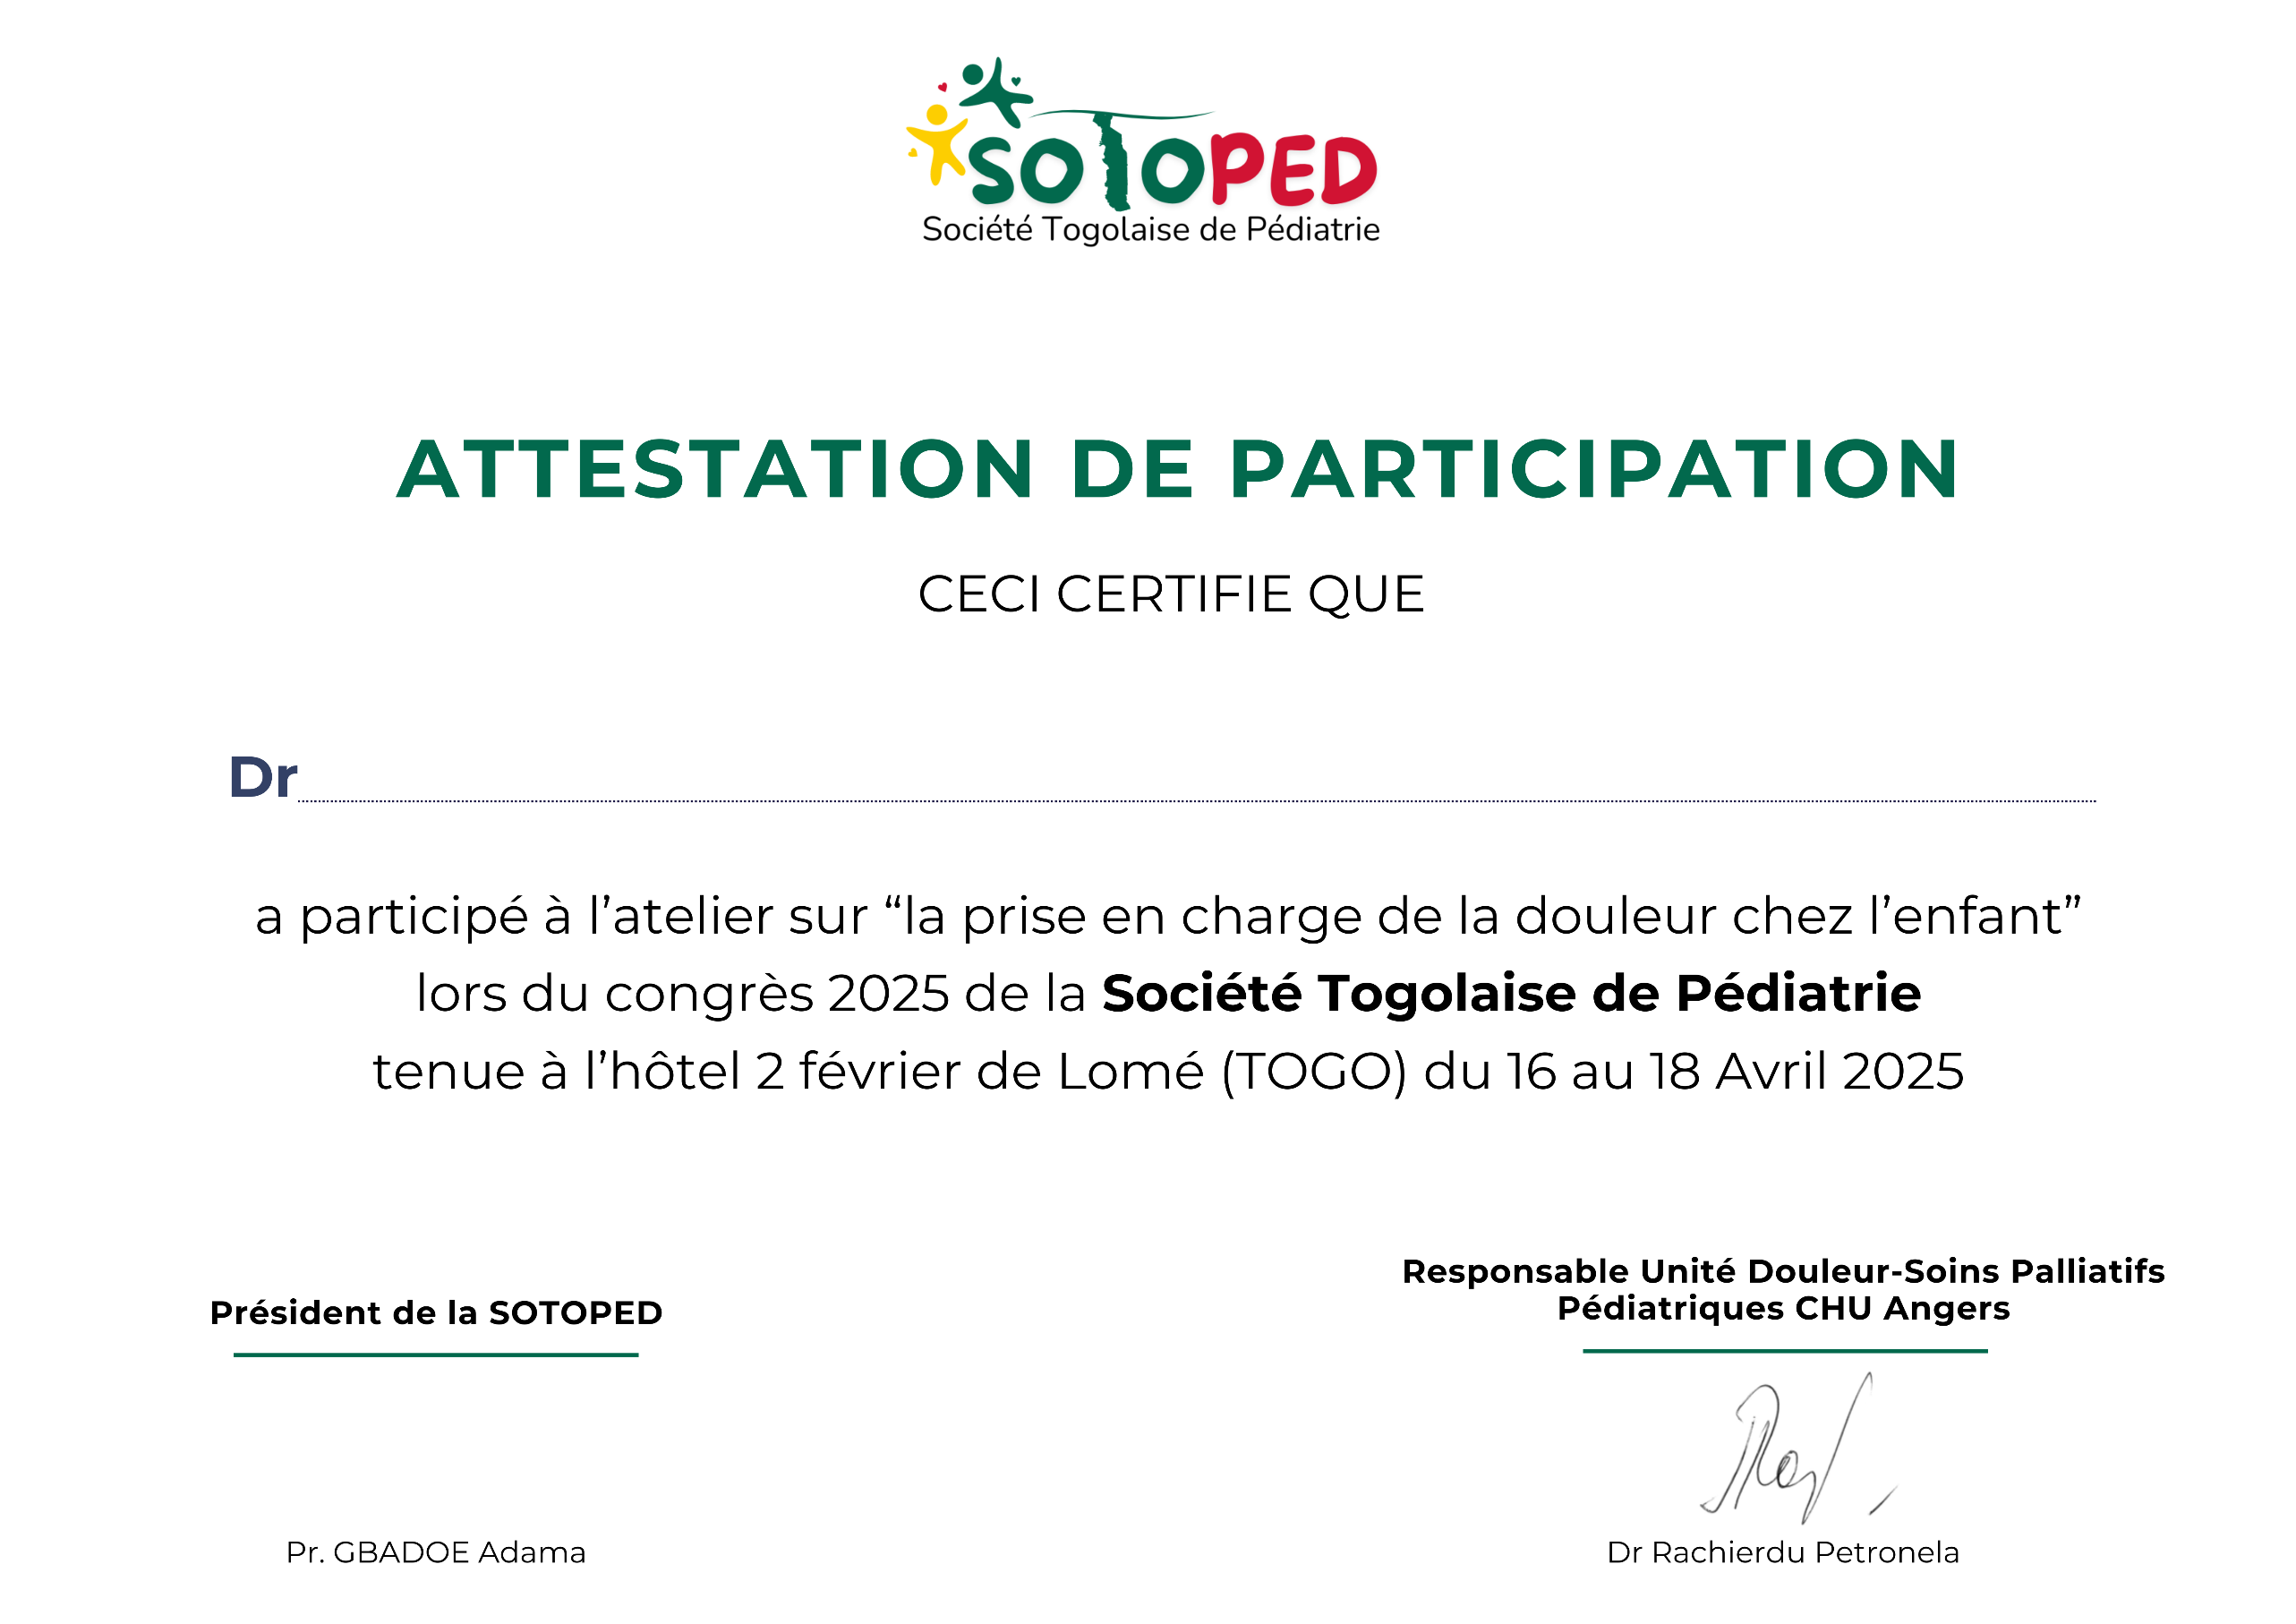 SOTOPED
Société Togolaise de Pédiatrie
ATTESTATION DE PARTICIPATION
CECI CERTIFIE QUE
Dr
a participé à l’atelier sur “la prise en charge de la douleur chez l’enfant”
lors du congrès 2025 de la Société Togolaise de Pédiatrie
tenue à l’hôtel 2 février de Lomé (TOGO) du 16 au 18 Avril 2025
Président de la SOTOPED
Pr. GBADOE Adama
Responsable Unité Douleur-Soins Palliatifs
Pédiatriques CHU Angers
Dr Rachierdu Petronela